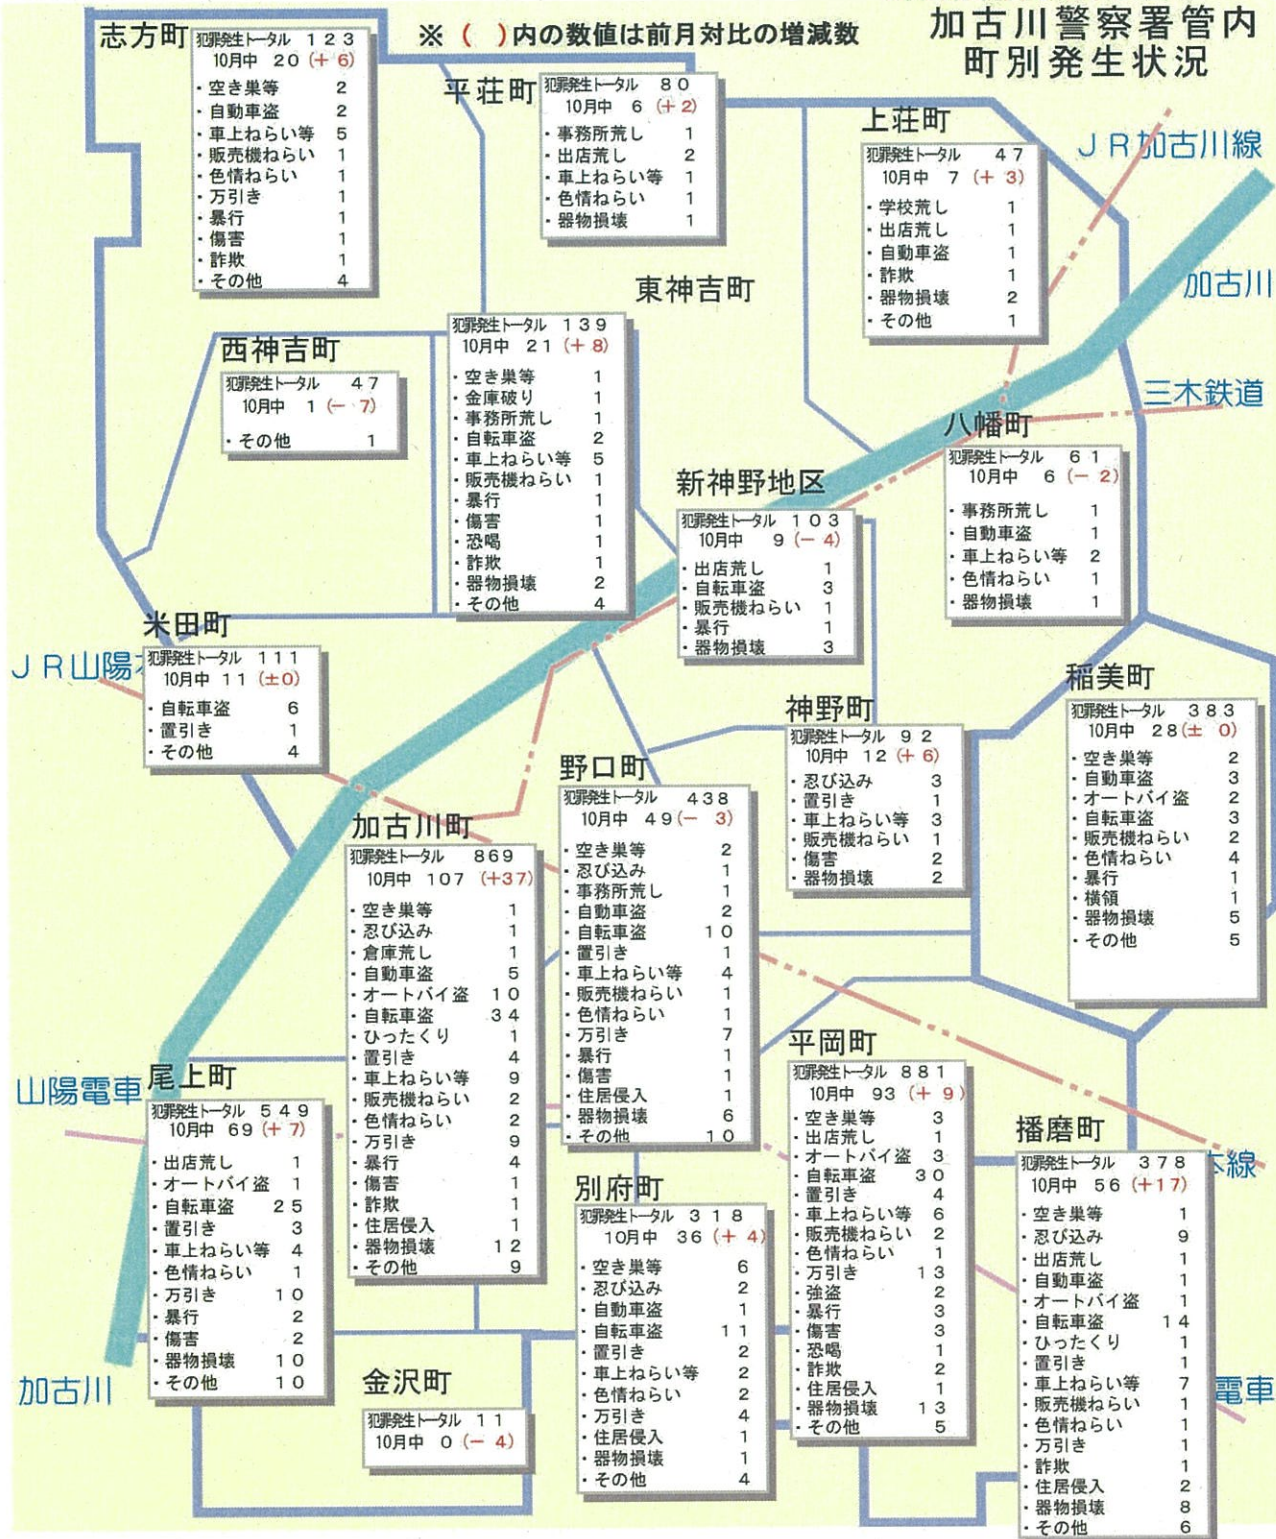 加古川警察署管内
町別発生状況
※ (　)内の数値は前月対比の増減数
志方町
犯罪発生トータル 123
10月中 20 (+ 6)
・空き巣等 2
・自動車盗 2
・車上ねらい等 5
・販売機ねらい 1
・色情ねらい 1
・万引き 1
・暴行 1
・傷害 1
・詐欺 1
・その他 4
平荘町
犯罪発生トータル 80
10月中 6 (+ 2)
・事務所荒し 1
・出店荒し 2
・車上ねらい等 1
・色情ねらい 1
・器物損壊 1
上荘町
犯罪発生トータル 47
10月中 7 (+ 3)
・学校荒し 1
・出店荒し 1
・自動車盗 1
・詐欺 1
・器物損壊 2
・その他 1
JR加古川線
加古川
三木鉄道
東神吉町
犯罪発生トータル 139
10月中 21 (+ 8)
・空き巣等 1
・金庫破り 1
・事務所荒し 1
・自転車盗 2
・車上ねらい等 5
・販売機ねらい 1
・暴行 1
・傷害 1
・恐喝 1
・詐欺 1
・器物損壊 2
・その他 4
西神吉町
犯罪発生トータル 47
10月中 1 (− 7)
・その他 1
八幡町
犯罪発生トータル 61
10月中 6 (− 2)
・事務所荒し 1
・自動車盗 1
・車上ねらい等 2
・色情ねらい 1
・器物損壊 1
新神野地区
犯罪発生トータル 103
10月中 9 (− 4)
・出店荒し 1
・自転車盗 3
・販売機ねらい 1
・暴行 1
・器物損壊 3
米田町
JR山陽本
犯罪発生トータル 111
10月中 11 (±0)
・自転車盗 6
・置引き 1
・その他 4
稲美町
犯罪発生トータル 383
10月中 28(± 0)
・空き巣等 2
・自動車盗 3
・オートバイ盗 2
・自転車盗 3
・販売機ねらい 2
・色情ねらい 4
・暴行 1
・横領 1
・器物損壊 5
・その他 5
神野町
犯罪発生トータル 92
10月中 12 (+ 6)
・忍び込み 3
・置引き 1
・車上ねらい等 3
・販売機ねらい 1
・傷害 2
・器物損壊 2
野口町
犯罪発生トータル 438
10月中 49(− 3)
・空き巣等 2
・忍び込み 1
・事務所荒し 1
・自動車盗 2
・自転車盗 10
・置引き 1
・車上ねらい等 4
・販売機ねらい 1
・色情ねらい 1
・万引き 7
・暴行 1
・傷害 1
・住居侵入 1
・器物損壊 6
・その他 10
加古川町
犯罪発生トータル 869
10月中 107 (+37)
・空き巣等 1
・忍び込み 1
・倉庫荒し 1
・自動車盗 5
・オートバイ盗 10
・自転車盗 34
・ひったくり 1
・置引き 4
・車上ねらい等 9
・販売機ねらい 2
・色情ねらい 2
・万引き 9
・暴行 4
・傷害 1
・詐欺 1
・住居侵入 1
・器物損壊 12
・その他 9
山陽電車
尾上町
犯罪発生トータル 549
10月中 69 (+ 7)
・出店荒し 1
・オートバイ盗 1
・自転車盗 25
・置引き 3
・車上ねらい等 4
・色情ねらい 1
・万引き 10
・暴行 2
・傷害 2
・器物損壊 10
・その他 10
加古川
平岡町
犯罪発生トータル 881
10月中 93 (+ 9)
・空き巣等 3
・出店荒し 1
・オートバイ盗 3
・自転車盗 30
・置引き 4
・車上ねらい等 6
・販売機ねらい 2
・色情ねらい 1
・万引き 13
・強盗 2
・暴行 3
・傷害 3
・恐喝 1
・詐欺 2
・住居侵入 1
・器物損壊 13
・その他 5
播磨町
本線
犯罪発生トータル 378
10月中 56 (+17)
・空き巣等 1
・忍び込み 9
・出店荒し 1
・自動車盗 1
・オートバイ盗 1
・自転車盗 14
・ひったくり 1
・置引き 1
・車上ねらい等 7
・販売機ねらい 1
・色情ねらい 1
・万引き 1
・詐欺 1
・住居侵入 2
・器物損壊 8
・その他 6
電車
別府町
犯罪発生トータル 318
10月中 36 (+ 4)
・空き巣等 6
・忍び込み 2
・自動車盗 1
・自転車盗 11
・置引き 2
・車上ねらい等 2
・色情ねらい 2
・万引き 4
・住居侵入 1
・器物損壊 1
・その他 4
金沢町
犯罪発生トータル 11
10月中 0 (− 4)